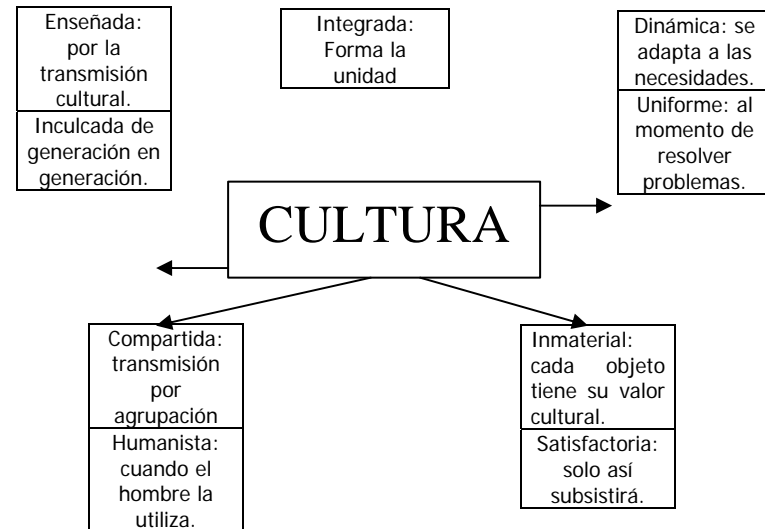 Enseñada:
por la
transmisión
cultural.
Inculcada de
generación en
generación.
Integrada:
Forma la
unidad
Dinámica: se
adapta a las
necesidades.
Uniforme: al
momento de
resolver
problemas.
CULTURA
Compartida:
transmisión
por
agrupación
Humanista:
cuando el
hombre la
utiliza.
Inmaterial:
cada objeto
tiene su valor
cultural.
Satisfactoria:
solo así
subsistirá.